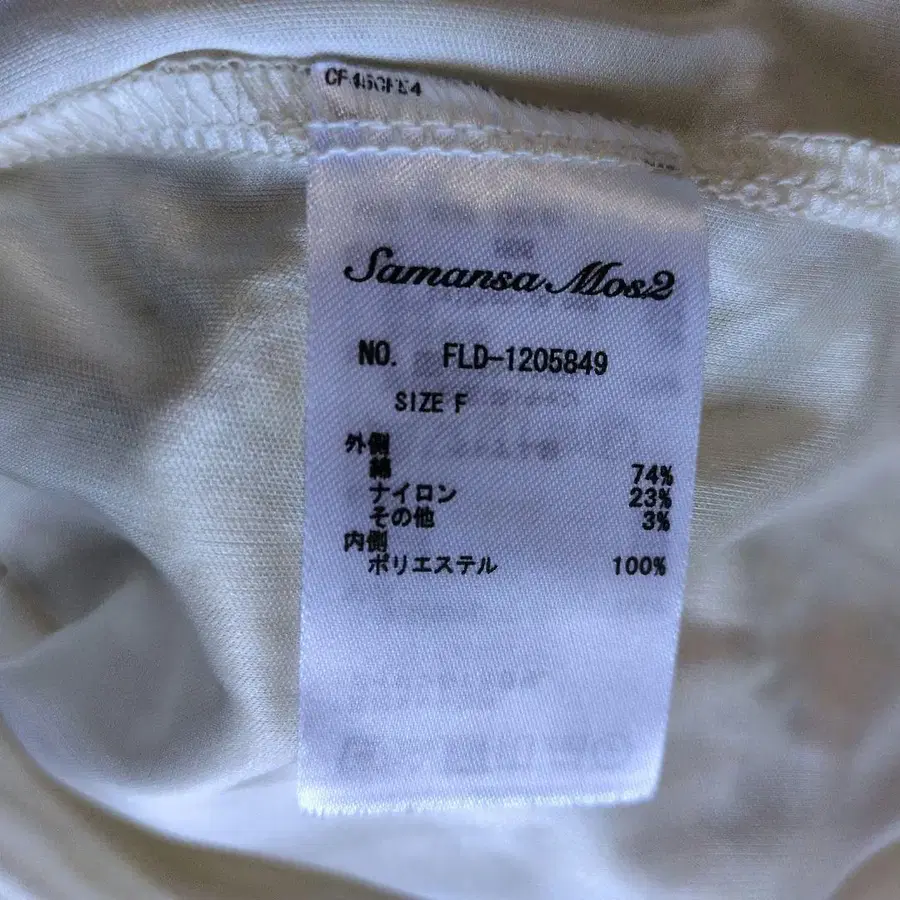 Samansa Mos2
NO. FLD-1205849
SIZE F
外側
綿 74%
ナイロン 23%
その他 3%
内側
ポリエステル 100%